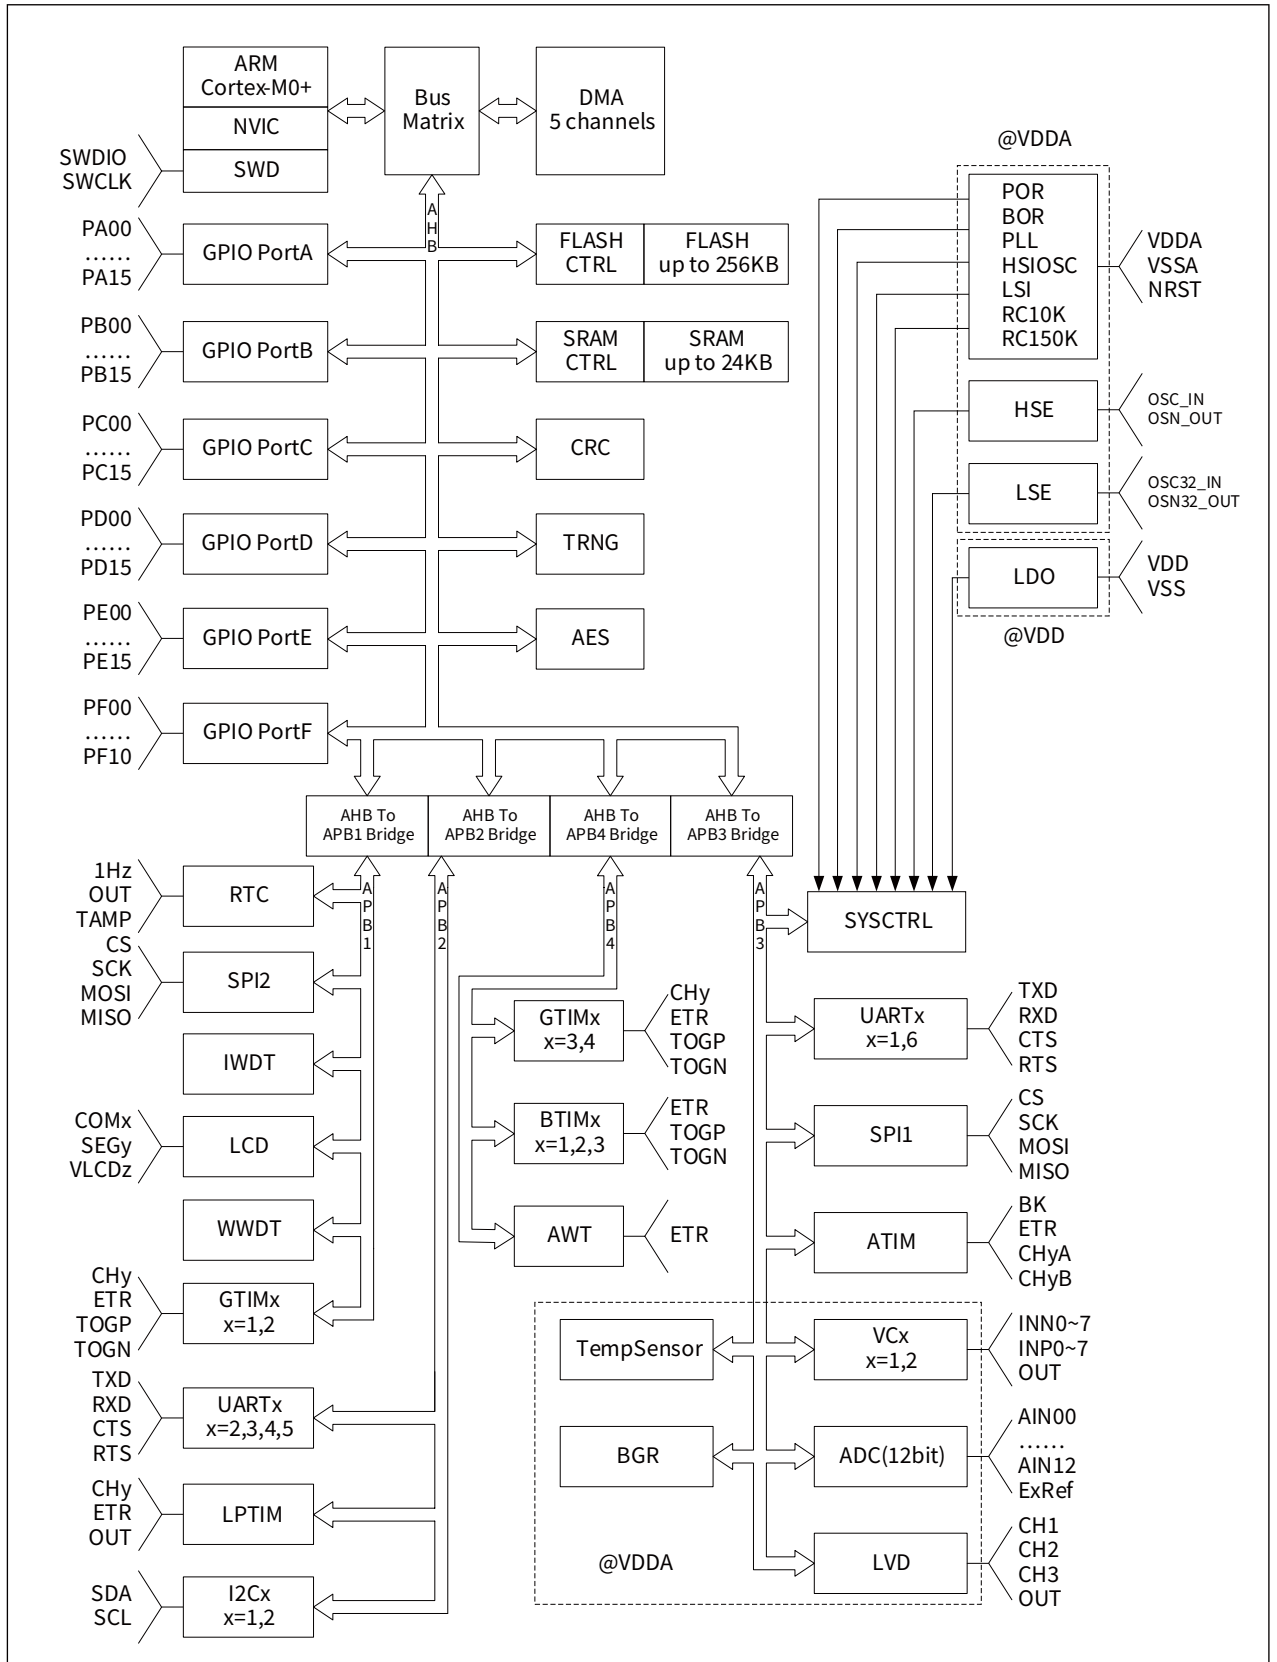 ARM
Cortex-M0+
NVIC
SWD
SWDIO
SWCLK
Bus
Matrix
DMA
5 channels
A
H
B
PA00
......
PA15
GPIO PortA
FLASH
CTRL
FLASH
up to 256KB
PB00
......
PB15
GPIO PortB
SRAM
CTRL
SRAM
up to 24KB
PC00
......
PC15
GPIO PortC
CRC
PD00
......
PD15
GPIO PortD
TRNG
PE00
......
PE15
GPIO PortE
AES
PF00
......
PF10
GPIO PortF
@VDDA
POR
BOR
PLL
HSIOSC
LSI
RC10K
RC150K
VDDA
VSSA
NRST
HSE
OSC_IN
OSN_OUT
LSE
OSC32_IN
OSN32_OUT
LDO
VDD
VSS
@VDD
AHB To
APB1 Bridge
AHB To
APB2 Bridge
AHB To
APB4 Bridge
AHB To
APB3 Bridge
A
P
B
1
A
P
B
2
A
P
B
4
A
P
B
3
1Hz
OUT
TAMP
RTC
CS
SCK
MOSI
MISO
SPI2
IWDT
COMx
SEGy
VLCDz
LCD
WWDT
CHy
ETR
TOGP
TOGN
GTIMx
x=1,2
TXD
RXD
CTS
RTS
UARTx
x=2,3,4,5
CHy
ETR
OUT
LPTIM
SDA
SCL
I2Cx
x=1,2
GTIMx
x=3,4
CHy
ETR
TOGP
TOGN
BTIMx
x=1,2,3
ETR
TOGP
TOGN
AWT
ETR
SYSCTRL
UARTx
x=1,6
TXD
RXD
CTS
RTS
SPI1
CS
SCK
MOSI
MISO
ATIM
BK
ETR
CHyA
CHyB
TempSensor
VCx
x=1,2
INN0~7
INP0~7
OUT
BGR
ADC(12bit)
AIN00
......
AIN12
ExRef
@VDDA
LVD
CH1
CH2
CH3
OUT